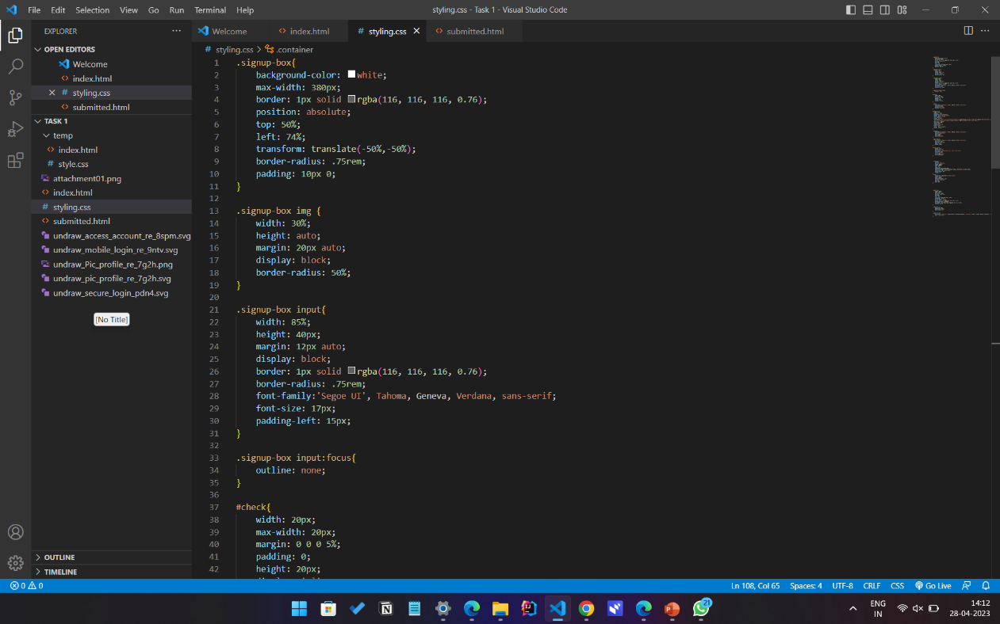 File Edit Selection View Go Run Terminal Help
styling.css - Task 1 - Visual Studio Code
EXPLORER
OPEN EDITORS
Welcome
index.html
styling.css
submitted.html
TASK 1
temp
index.html
style.css
attachment01.png
index.html
styling.css
submitted.html
undraw_access_account_re_8spm.svg
undraw_mobile_login_re_9ntv.svg
undraw_Pic_profile_re_7g2h.png
undraw_pic_profile_re_7g2h.svg
undraw_secure_login_pdn4.svg
[No Title]
OUTLINE
TIMELINE
Welcome index.html styling.css submitted.html
styling.css > .container
1 .signup-box{
2 background-color: white;
3 max-width: 380px;
4 border: 1px solid rgba(116, 116, 116, 0.76);
5 position: absolute;
6 top: 50%;
7 left: 74%;
8 transform: translate(-50%,-50%);
9 border-radius: .75rem;
10 padding: 10px 0;
11 }
12
13 .signup-box img {
14 width: 30%;
15 height: auto;
16 margin: 20px auto;
17 display: block;
18 border-radius: 50%;
19 }
20
21 .signup-box input{
22 width: 85%;
23 height: 40px;
24 margin: 12px auto;
25 display: block;
26 border: 1px solid rgba(116, 116, 116, 0.76);
27 border-radius: .75rem;
28 font-family:'Segoe UI', Tahoma, Geneva, Verdana, sans-serif;
29 font-size: 17px;
30 padding-left: 15px;
31 }
32
33 .signup-box input:focus{
34 outline: none;
35 }
36
37 #check{
38 width: 20px;
39 max-width: 20px;
40 margin: 0 0 0 5%;
41 padding: 0;
42 height: 20px;
0 0
Ln 108, Col 65 Spaces: 4 UTF-8 CRLF CSS Go Live
21
ENG
IN
14:12
28-04-2023